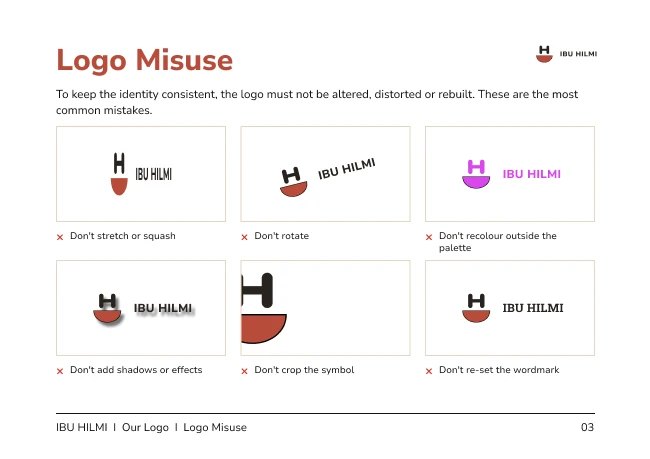 Logo Misuse
IBU HILMI
To keep the identity consistent, the logo must not be altered, distorted or rebuilt. These are the most
common mistakes.
IBU HILMI
IBU HILMI
IBU HILMI
× Don't stretch or squash
× Don't rotate
× Don't recolour outside the
palette
IBU HILMI
IBU HILMI
× Don't add shadows or effects
× Don't crop the symbol
× Don't re-set the wordmark
IBU HILMI I Our Logo I Logo Misuse
03